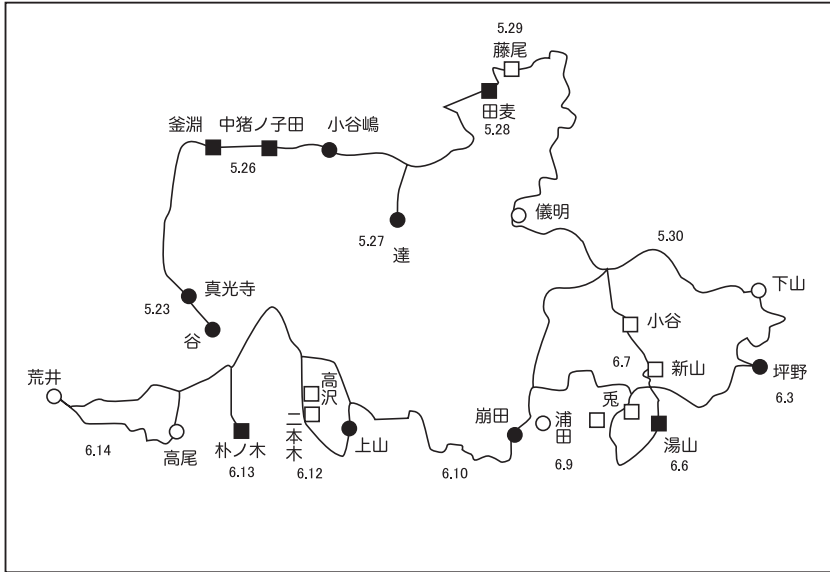 5.29
藤尾
田麦
5.28
釜淵
中猪ノ子田
小谷嶋
5.26
5.27
達
儀明
5.30
下山
真光寺
5.23
谷
小谷
6.7
新山
坪野
6.3
荒井
高沢
二本木
兎
浦田
崩田
上山
湯山
6.14
高尾
朴ノ木
6.13
6.12
6.10
6.9
6.6